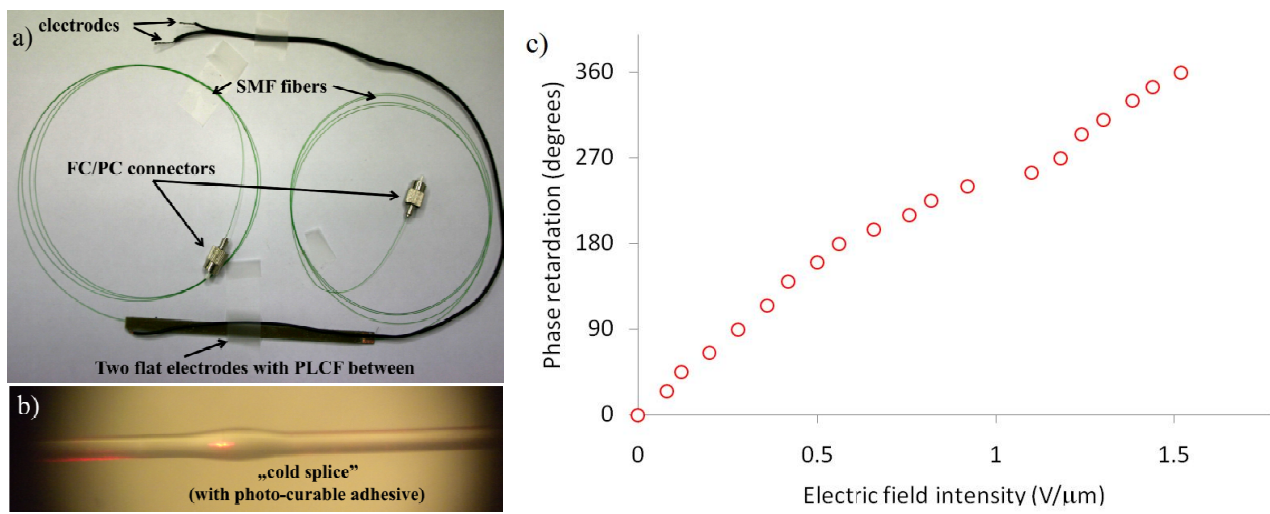 a)
electrodes
SMF fibers
FC/PC connectors
Two flat electrodes with PLCF between
b)
„cold splice”
(with photo-curable adhesive)
c)
Phase retardation (degrees)
360
270
180
90
0
0
0.5
1
1.5
Electric field intensity (V/µm)